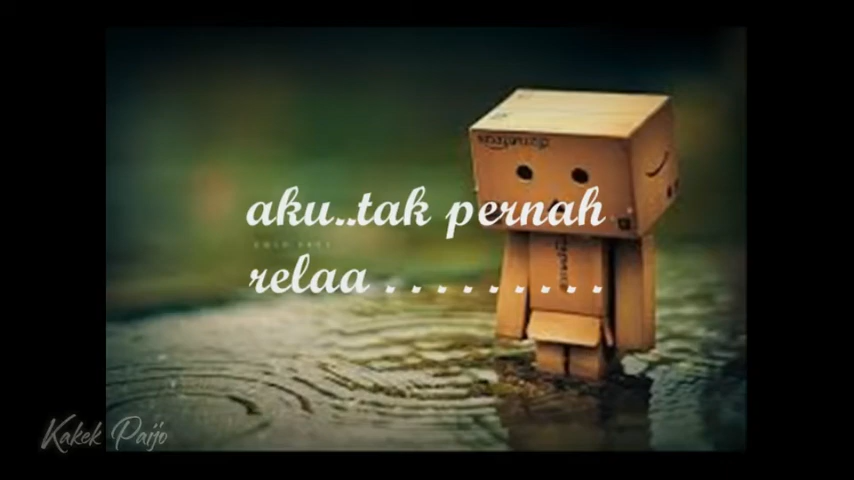 aku..tak pernah
relaa . . . . . . . . .
Kakek Paijo